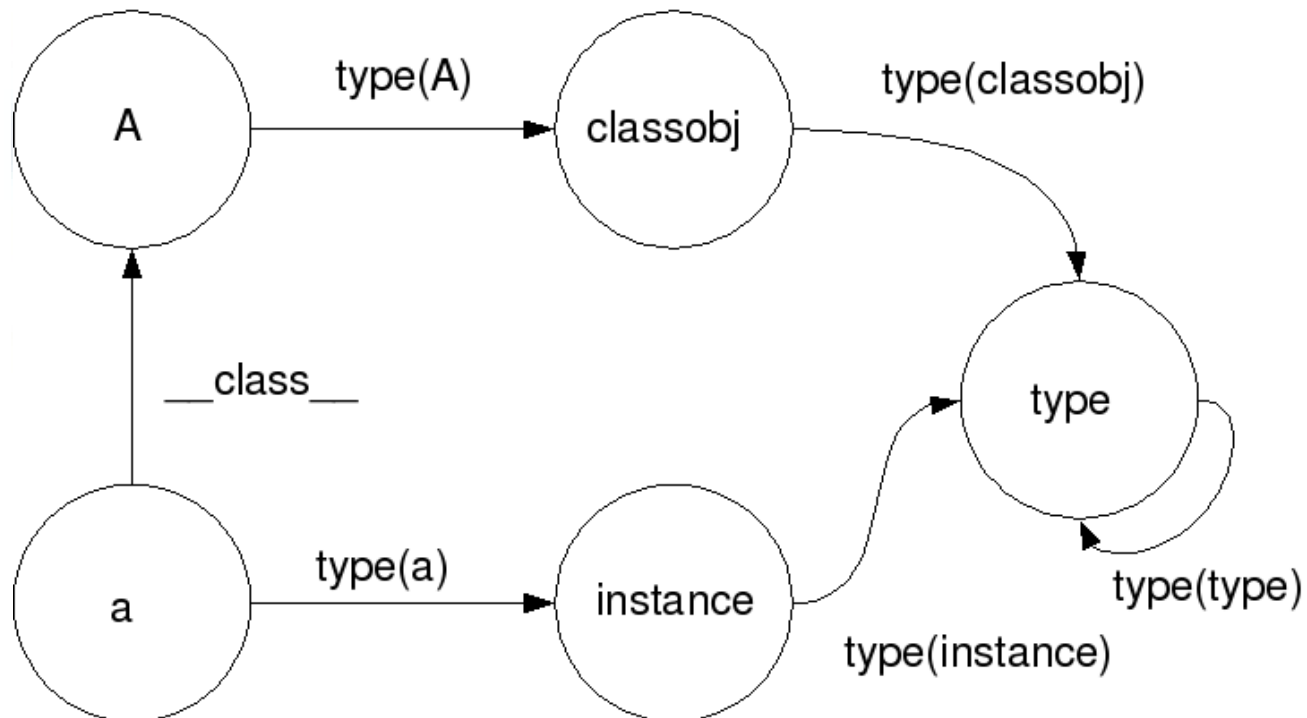 type(A)
type(classobj)
A
classobj
__class__
type
type(a)
type(type)
a
instance
type(instance)